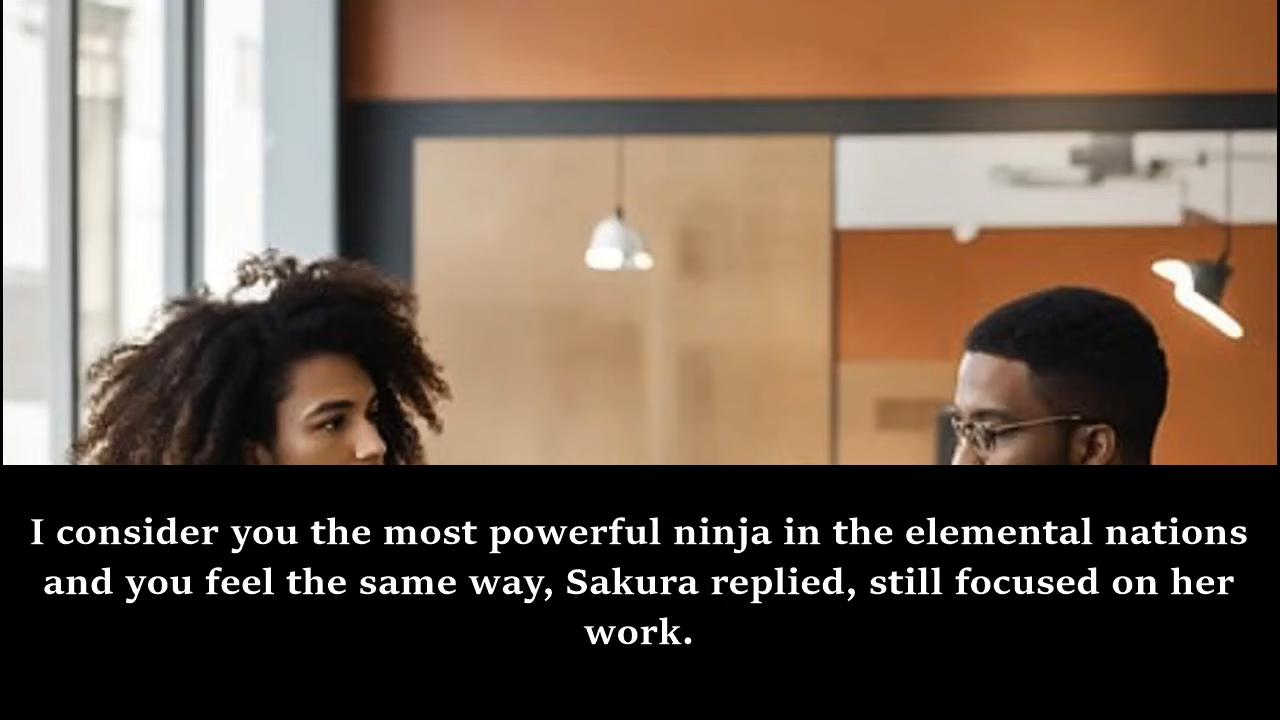 I consider you the most powerful ninja in the elemental nations
and you feel the same way, Sakura replied, still focused on her
work.